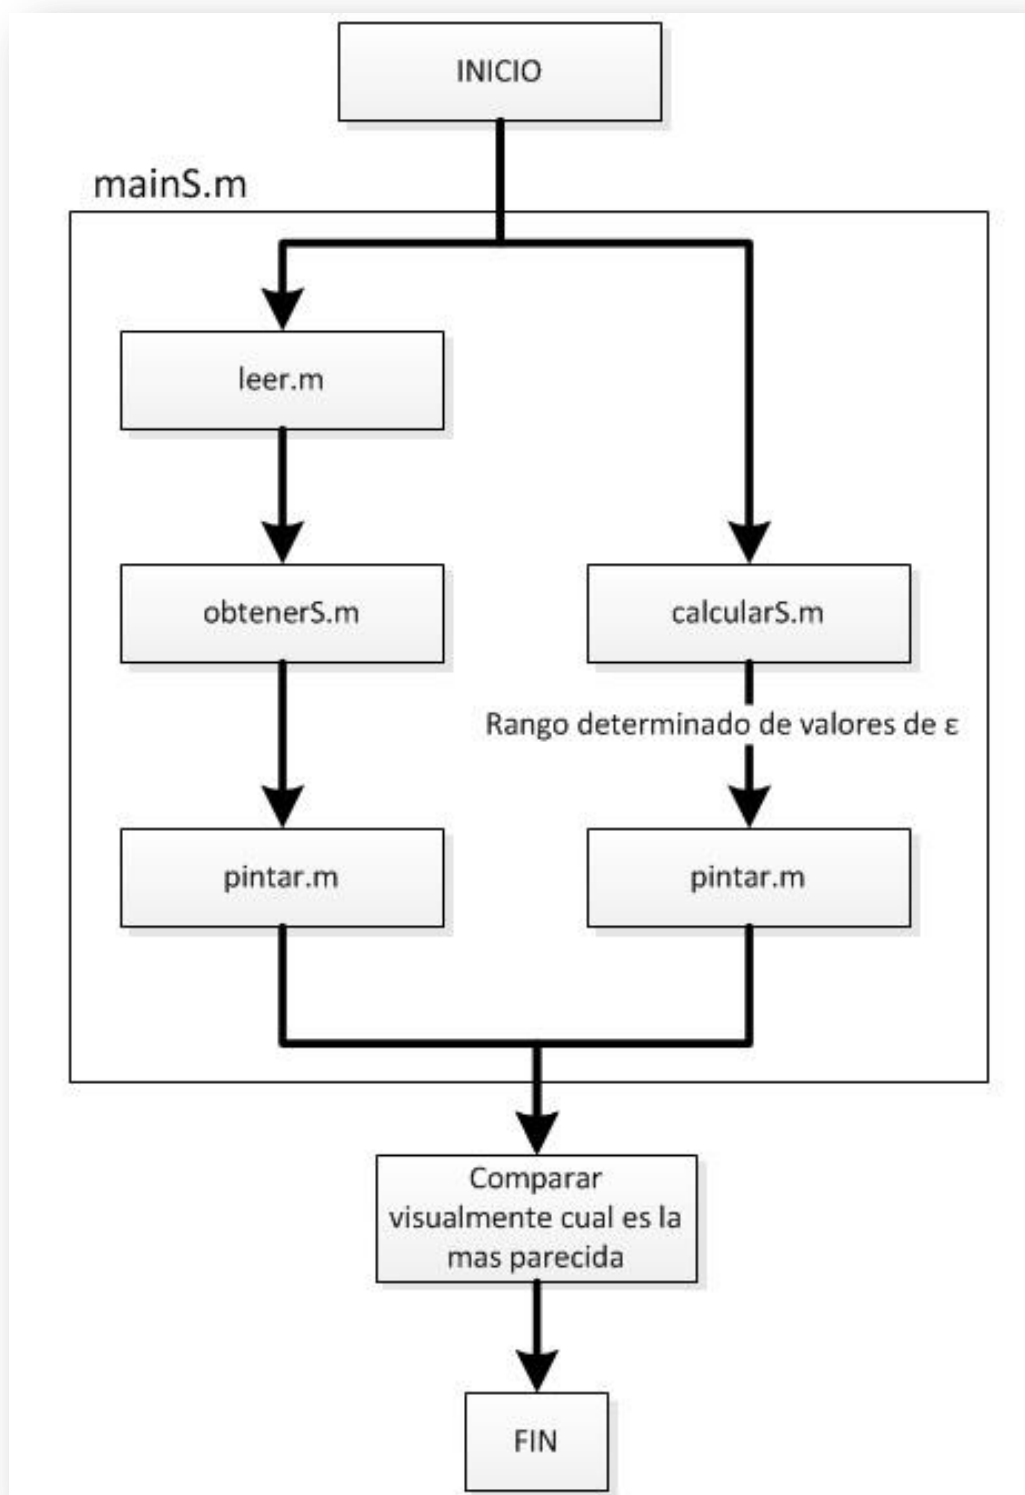 INICIO
mainS.m
leer.m
obtenerS.m
calcularS.m
Rango determinado de valores de ε
pintar.m
pintar.m
Comparar
visualmente cual es la
mas parecida
FIN